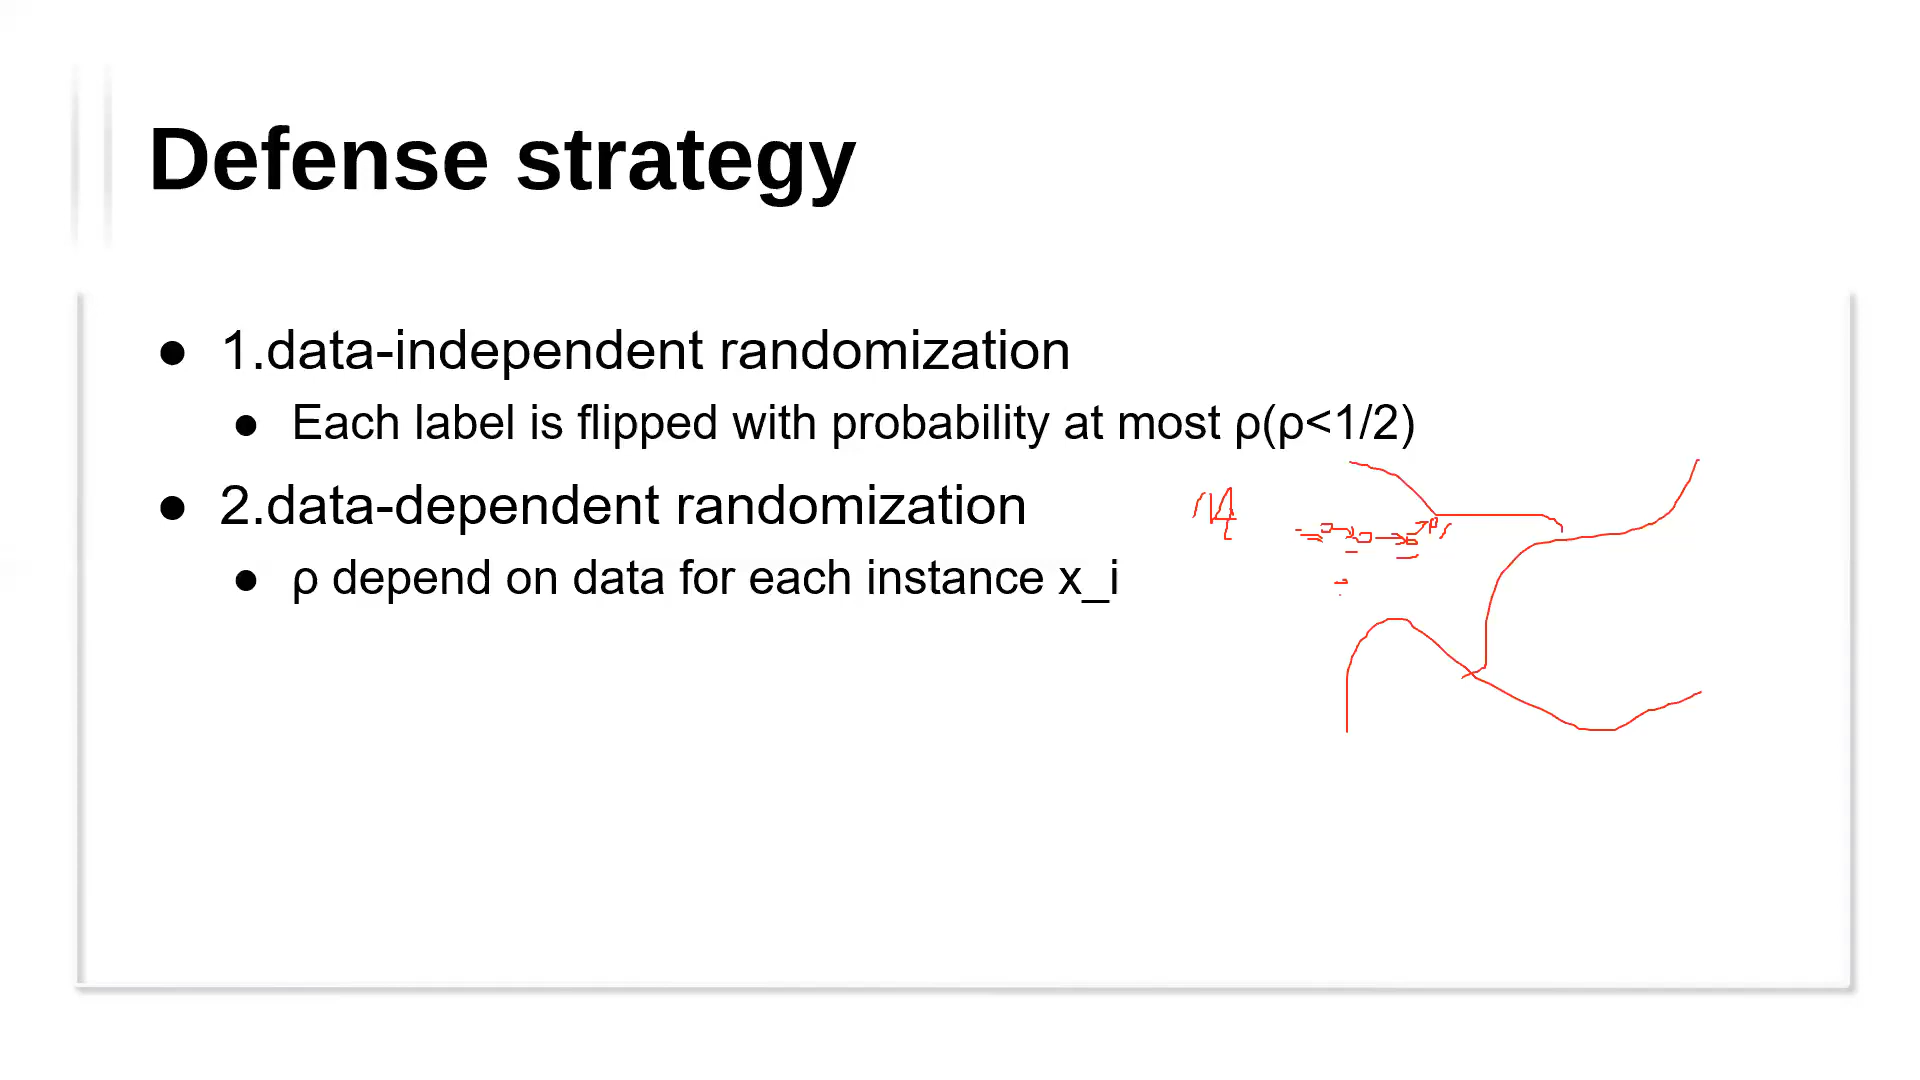 Defense strategy
● 1.data-independent randomization
● Each label is flipped with probability at most ρ(ρ<1/2)
● 2.data-dependent randomization
● ρ depend on data for each instance x_i